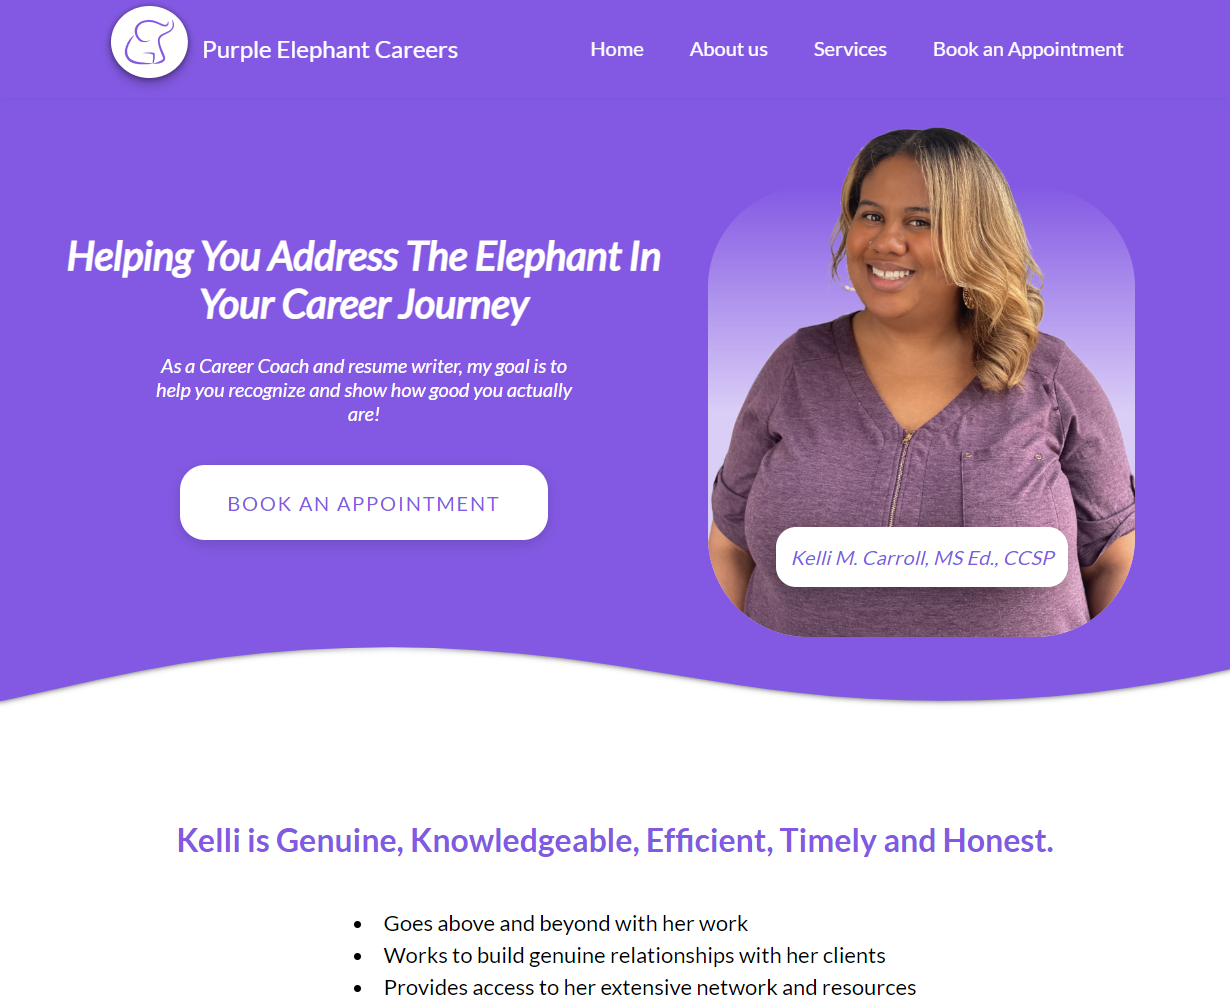 Purple Elephant Careers
Home
About us
Services
Book an Appointment
Helping You Address The Elephant In
Your Career Journey
As a Career Coach and resume writer, my goal is to
help you recognize and show how good you actually
are!
BOOK AN APPOINTMENT
Kelli M. Carroll, MS Ed., CCSP
Kelli is Genuine, Knowledgeable, Efficient, Timely and Honest.
• Goes above and beyond with her work
• Works to build genuine relationships with her clients
• Provides access to her extensive network and resources